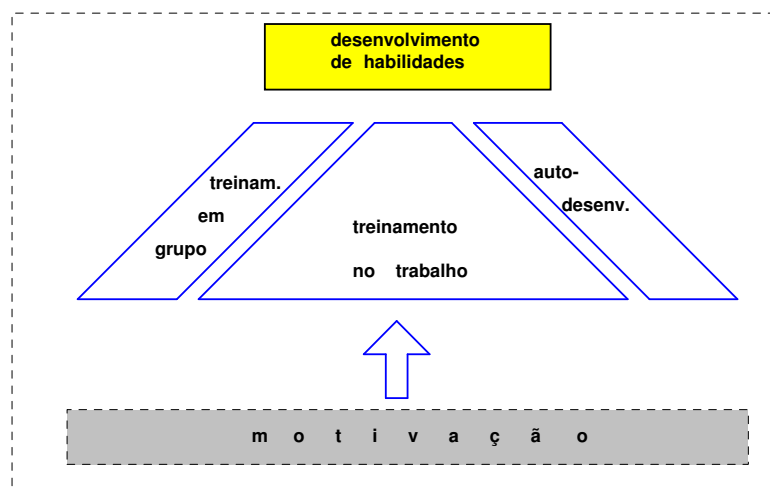 desenvolvimento
de habilidades
treinam.
em
grupo
treinamento
no trabalho
auto-
desenv.
m o t i v a ç ã o